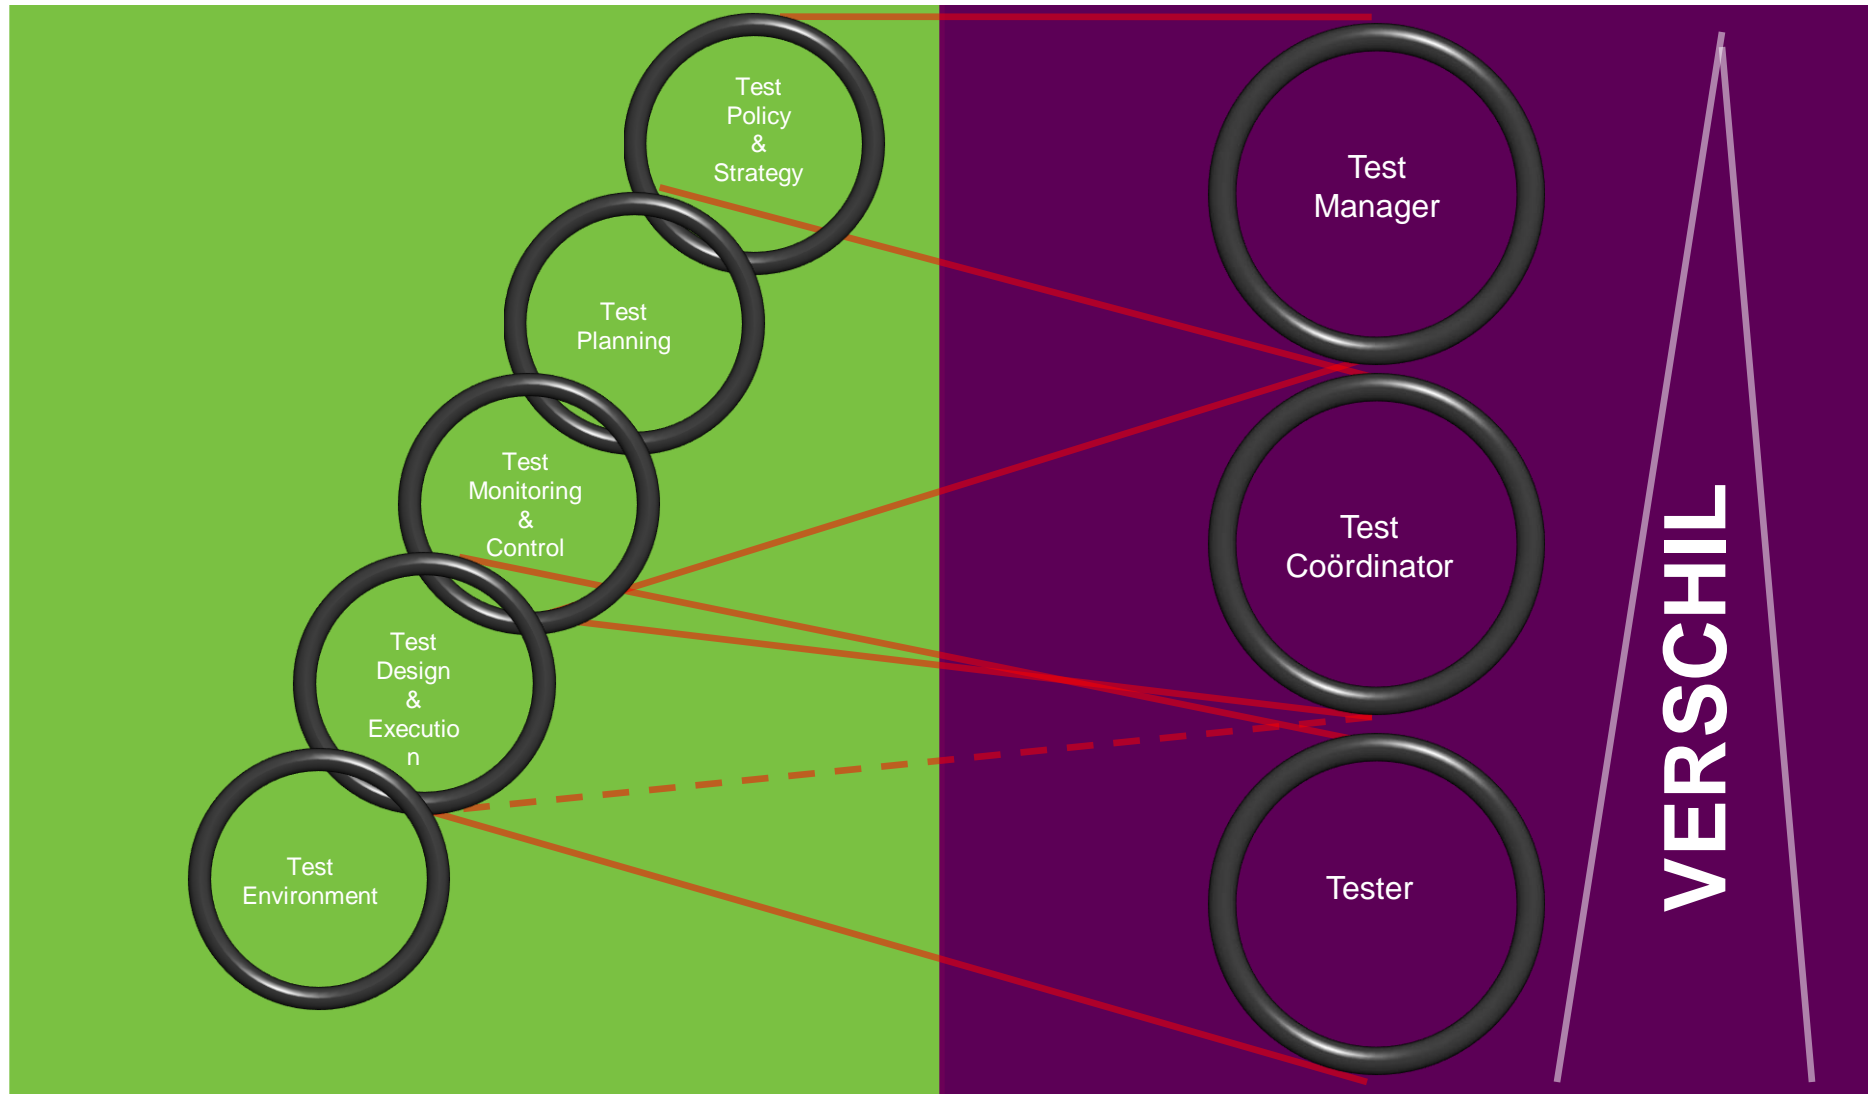 Test
Policy
&
Strategy
Test
Planning
Test
Monitoring
&
Control
Test
Design
&
Executio
n
Test
Environment
Test
Manager
Test
Coördinator
Tester
VERSCHIL